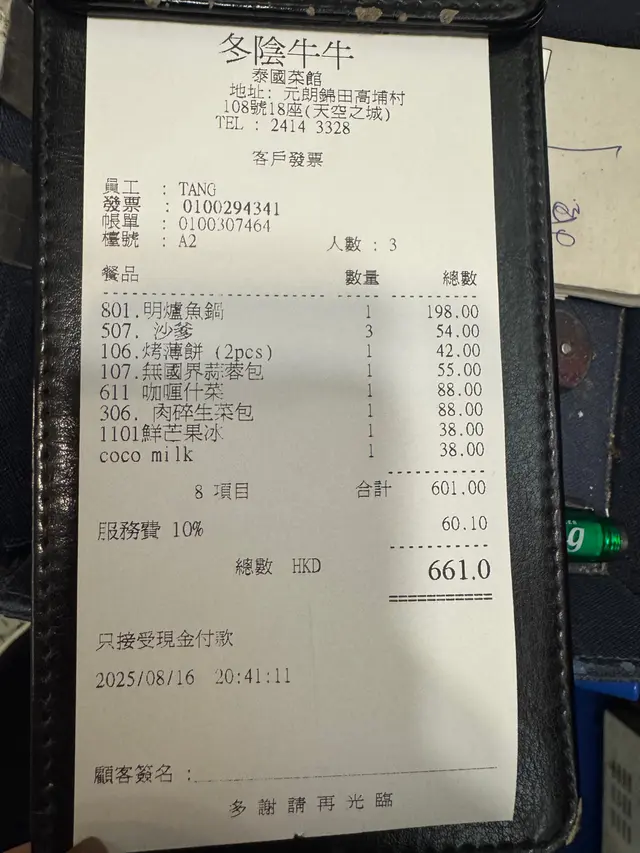 冬陰牛牛
泰國菜館
地址: 元朗錦田高埔村
108號18座(天空之城)
TEL : 2414 3328
客戶發票
員工 : TANG
發票 : 0100294341
帳單 : 0100307464
檯號 : A2 人數 : 3
餐品 數量 總數
801.明爐魚鍋 1 198.00
507. 沙爹 3 54.00
106.烤薄餅 (2pcs) 1 42.00
107.無國界蒜蓉包 1 55.00
611 咖喱什菜 1 88.00
306. 肉碎生菜包 1 88.00
1101鮮芒果冰 1 38.00
coco milk 1 38.00
8 項目 合計 601.00
服務費 10% 60.10
總數 HKD 661.0
只接受現金付款
2025/08/16 20:41:11
顧客簽名 :
多謝請再光臨